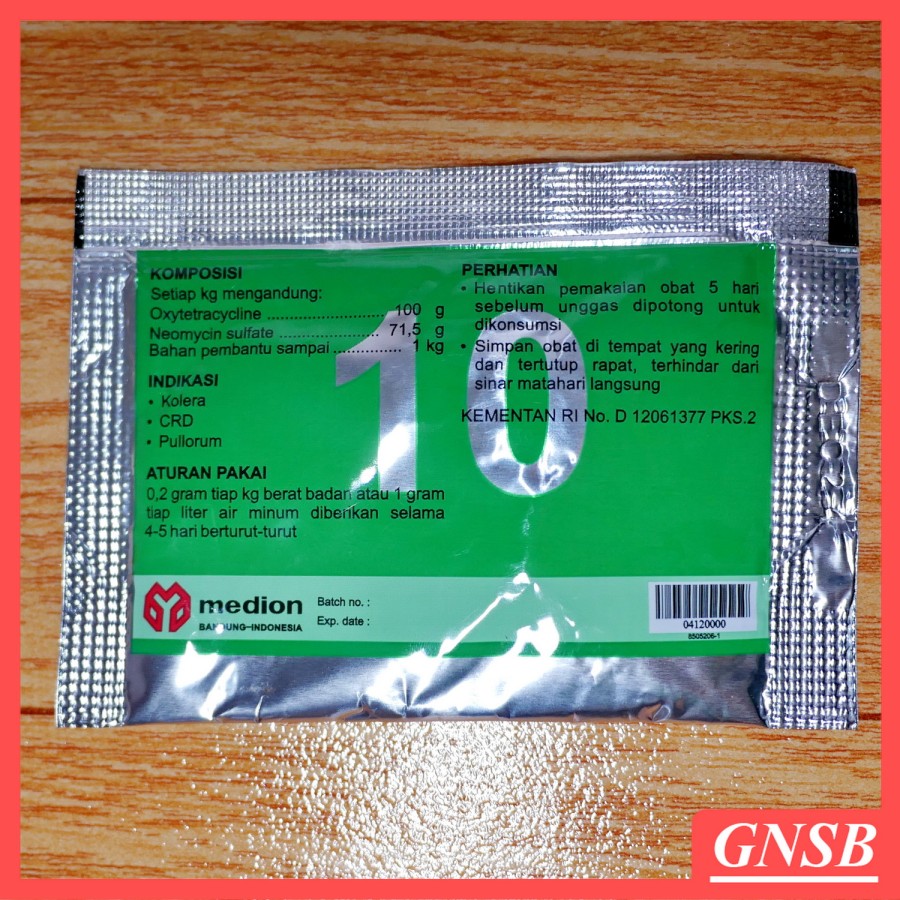 KOMPOSISI
Setiap kg mengandung:
Oxytetracycline ............................ 100 g
Neomycin sulfate .......................... 71,5 g
Bahan pembantu sampai .............. 1 kg
INDIKASI
• Kolera
• CRD
• Pullorum
ATURAN PAKAI
0,2 gram tiap kg berat badan atau 1 gram
tiap liter air minum diberikan selama
4-5 hari berturut-turut
PERHATIAN
• Hentikan pemakaian obat 5 hari
sebelum unggas dipotong untuk
dikonsumsi
• Simpan obat di tempat yang kering
dan tertutup rapat, terhindar dari
sinar matahari langsung
KEMENTAN RI No. D 12061377 PKS.2
10
medion
BANDUNG-INDONESIA
Batch no. :
Exp. date :
04120000
8505206-1
GNSB